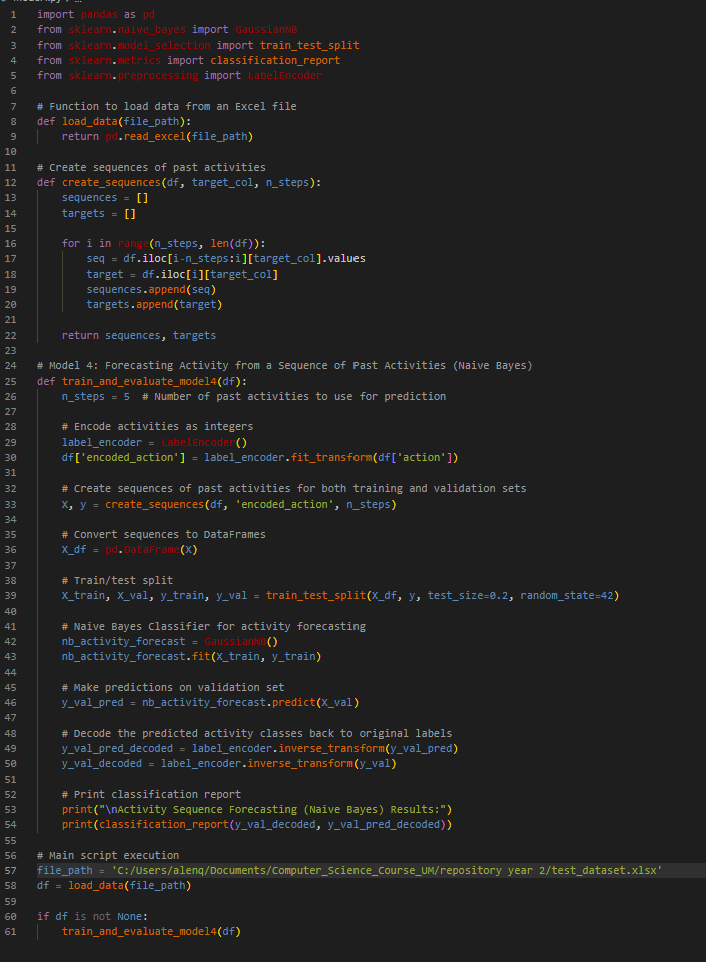 1 import pandas as pd
2 from sklearn.naive_bayes import GaussianNB
3 from sklearn.model_selection import train_test_split
4 from sklearn.metrics import classification_report
5 from sklearn.preprocessing import LabelEncoder
6
7 # Function to load data from an Excel file
8 def load_data(file_path):
9     return pd.read_excel(file_path)
10
11 # Create sequences of past activities
12 def create_sequences(df, target_col, n_steps):
13     sequences = []
14     targets = []
15
16     for i in range(n_steps, len(df)):
17         seq = df.iloc[i-n_steps:i][target_col].values
18         target = df.iloc[i][target_col]
19         sequences.append(seq)
20         targets.append(target)
21
22     return sequences, targets
23
24 # Model 4: Forecasting Activity from a Sequence of Past Activities (Naive Bayes)
25 def train_and_evaluate_model4(df):
26     n_steps = 5  # Number of past activities to use for prediction
27
28     # Encode activities as integers
29     label_encoder = LabelEncoder()
30     df['encoded_action'] = label_encoder.fit_transform(df['action'])
31
32     # Create sequences of past activities for both training and validation sets
33     X, y = create_sequences(df, 'encoded_action', n_steps)
34
35     # Convert sequences to DataFrames
36     X_df = pd.DataFrame(X)
37
38     # Train/test split
39     X_train, X_val, y_train, y_val = train_test_split(X_df, y, test_size=0.2, random_state=42)
40
41     # Naive Bayes Classifier for activity forecasting
42     nb_activity_forecast = GaussianNB()
43     nb_activity_forecast.fit(X_train, y_train)
44
45     # Make predictions on validation set
46     y_val_pred = nb_activity_forecast.predict(X_val)
47
48     # Decode the predicted activity classes back to original labels
49     y_val_pred_decoded = label_encoder.inverse_transform(y_val_pred)
50     y_val_decoded = label_encoder.inverse_transform(y_val)
51
52     # Print classification report
53     print("\nActivity Sequence Forecasting (Naive Bayes) Results:")
54     print(classification_report(y_val_decoded, y_val_pred_decoded))
55
56 # Main script execution
57 file_path = 'C:/Users/alenq/Documents/Computer_Science_Course_UM/repository year 2/test_dataset.xlsx'
58 df = load_data(file_path)
59
60 if df is not None:
61     train_and_evaluate_model4(df)